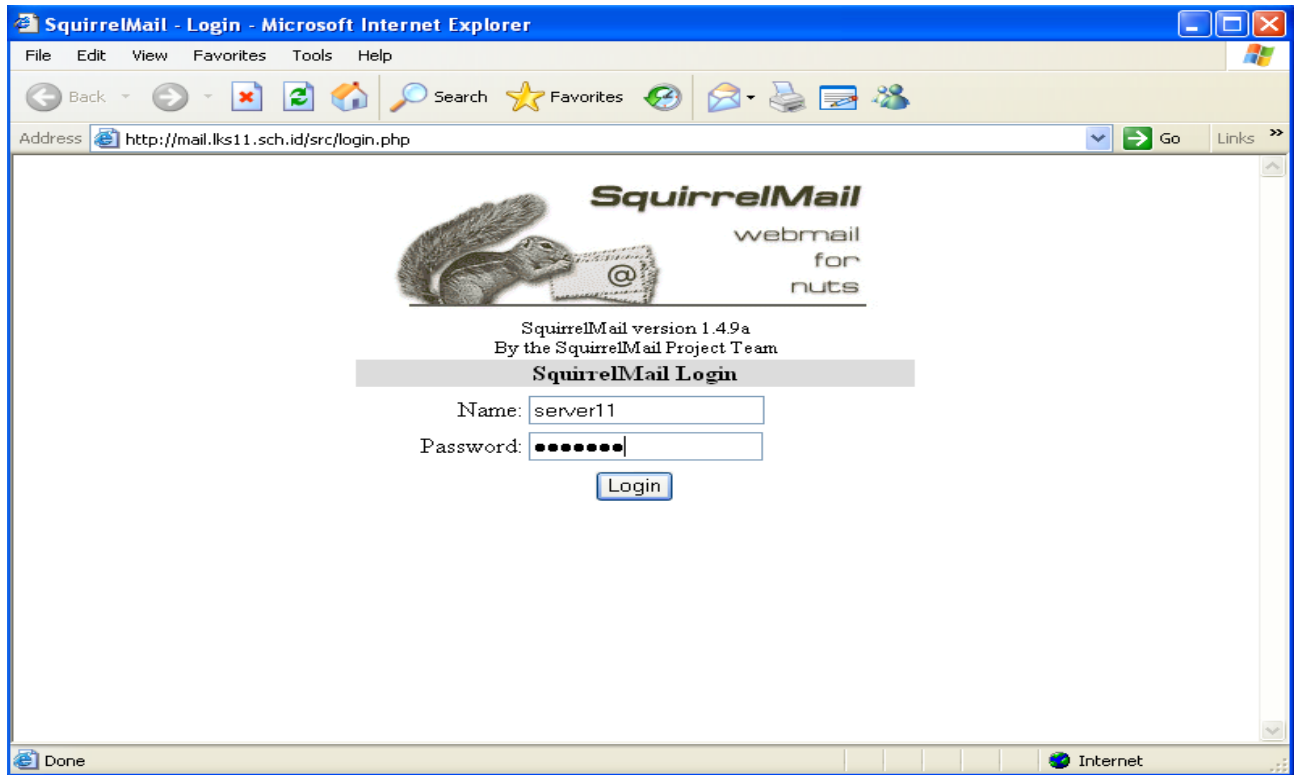 SquirrelMail - Login - Microsoft Internet Explorer
File Edit View Favorites Tools Help
Back Search Favorites
Address http://mail.lks11.sch.id/src/login.php Go Links »
SquirrelMail
webmail
for
nuts
@
SquirrelMail version 1.4.9a
By the SquirrelMail Project Team
SquirrelMail Login
Name: server11
Password: •••••••
Login
Done Internet